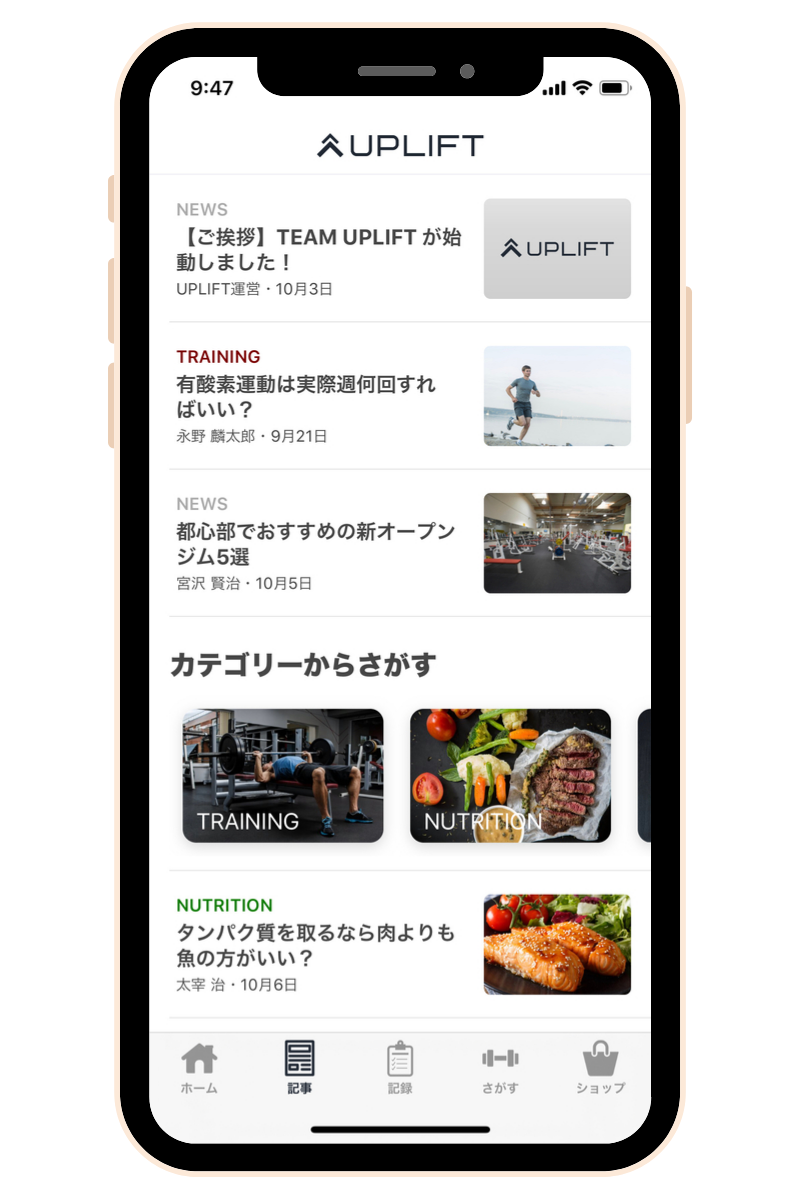 9:47
UPLIFT
NEWS
【ご挨拶】TEAM UPLIFT が始
動しました！
UPLIFT運営・10月3日
UPLIFT
TRAINING
有酸素運動は実際週何回すれ
ばいい？
永野 麟太郎・9月21日
NEWS
都心部でおすすめの新オープン
ジム5選
宮沢 賢治・10月5日
カテゴリーからさがす
TRAINING
NUTRITION
NUTRITION
タンパク質を取るなら肉よりも
魚の方がいい？
太宰 治・10月6日
ホーム
記事
記録
さがす
ショップ